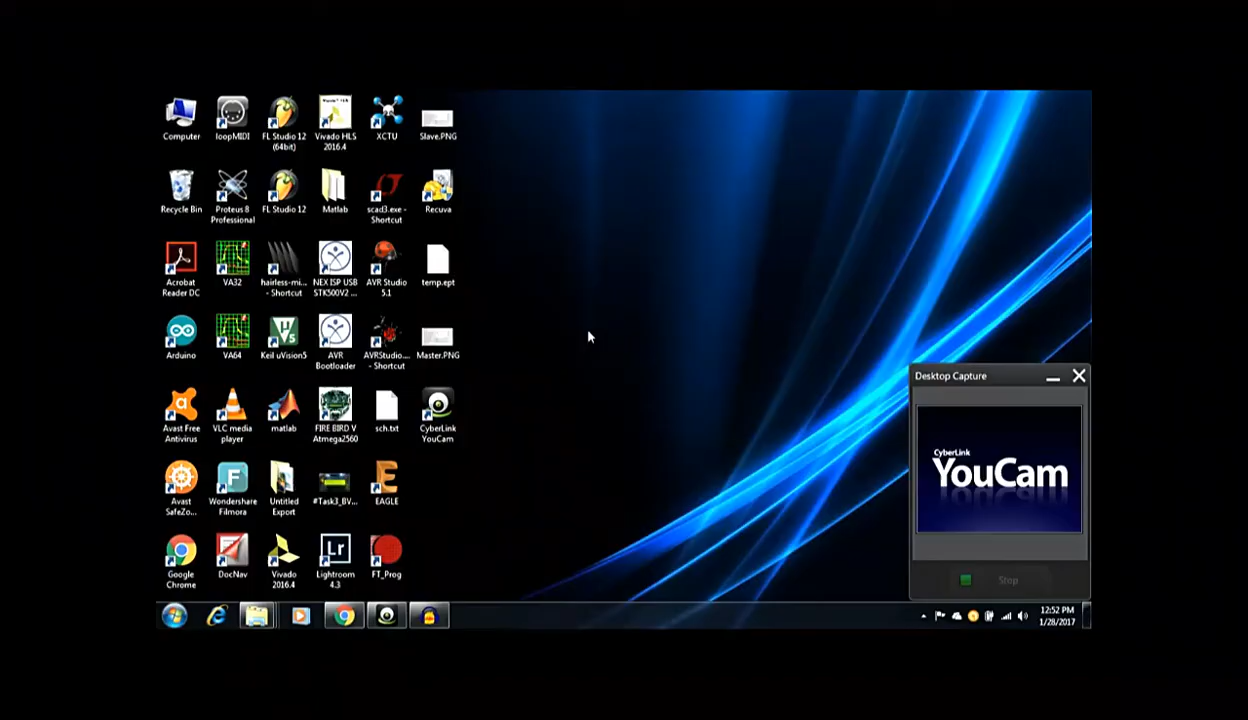 Computer
loopMIDI
FL Studio 12
(64bit)
Vivado HLS
2016.4
XCTU
Slave.PNG
Recycle Bin
Proteus 8
Professional
FL Studio 12
Matlab
scad3.exe -
Shortcut
Recuva
Acrobat
Reader DC
VA32
hairless-mi...
- Shortcut
NEX ISP USB
STK500V2 ...
AVR Studio
5.1
temp.ept
Arduino
VA64
Keil uVision5
AVR
Bootloader
AVRStudio....
- Shortcut
Master.PNG
Avast Free
Antivirus
VLC media
player
matlab
FIRE BIRD V
Atmega2560
sch.txt
CyberLink
YouCam
Avast
SafeZo...
Wondershare
Filmora
Untitled
Export
#Task3_BV...
EAGLE
Google
Chrome
DocNav
Vivado
2016.4
Lr
Lightroom
4.3
FT_Prog
Desktop Capture
CyberLink
YouCam
Stop
12:52 PM
1/28/2017